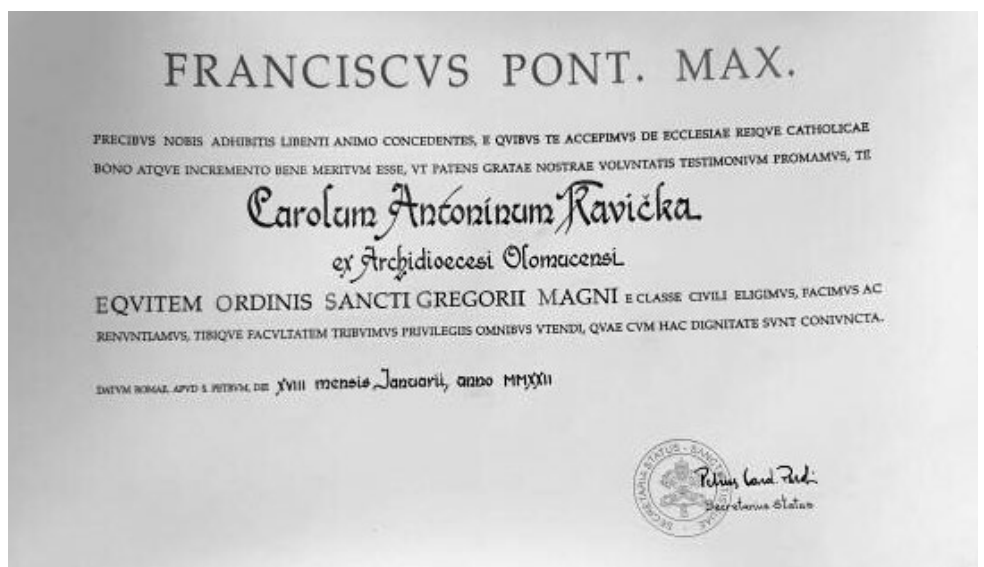 FRANCISCVS PONT. MAX.
PRECIBVS NOBIS ADHIBITIS LIBENTI ANIMO CONCEDENTES, E QVIBVS TE ACCEPIMVS DE ECCLESIAE REIQVE CATHOLICAE
BONO ATQVE INCREMENTO BENE MERITVM ESSE, VT PATENS GRATAE NOSTRAE VOLVNTATIS TESTIMONIVM PROMAMVS, TE
Carolum Antoninum Kavička
ex Archidioecesi Olomucensi
EQVITEM ORDINIS SANCTI GREGORII MAGNI E CLASSE CIVILI ELIGIMVS, FACIMVS AC
RENVNTIAMVS, TIBIQVE FACVLTATEM TRIBVIMVS PRIVILEGIIS OMNIBVS VTENDI, QVAE CVM HAC DIGNITATE SVNT CONIVNCTA.
DATVM ROMAE, APVD S. PETRVM, DIE XVIII mensis Januarii, anno MMXXII
SECRETARIA STATUS
Petrus Card. Parolin
Secretarius Status